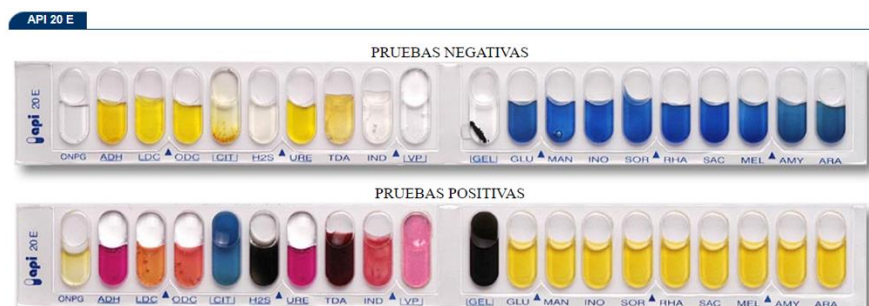 API 20 E
PRUEBAS NEGATIVAS
api 20 E
ONPG ADH LDC ODC CIT H2S URE TDA IND VP GEL GLU MAN INO SOR RHA SAC MEL AMY ARA
PRUEBAS POSITIVAS
api 20 E
ONPG ADH LDC ODC CIT H2S URE TDA IND VP GEL GLU MAN INO SOR RHA SAC MEL AMY ARA